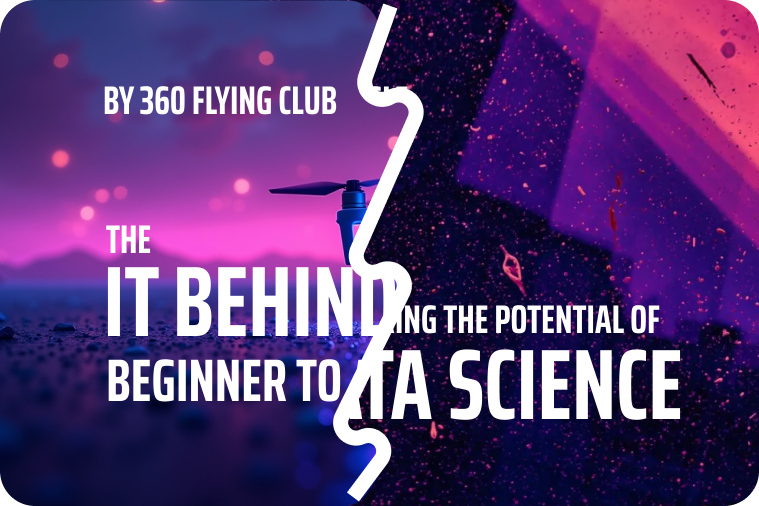 BY 360 FLYING CLUB
THE
IT BEHIND
BEGINNER TO
ING THE POTENTIAL OF
TA SCIENCE